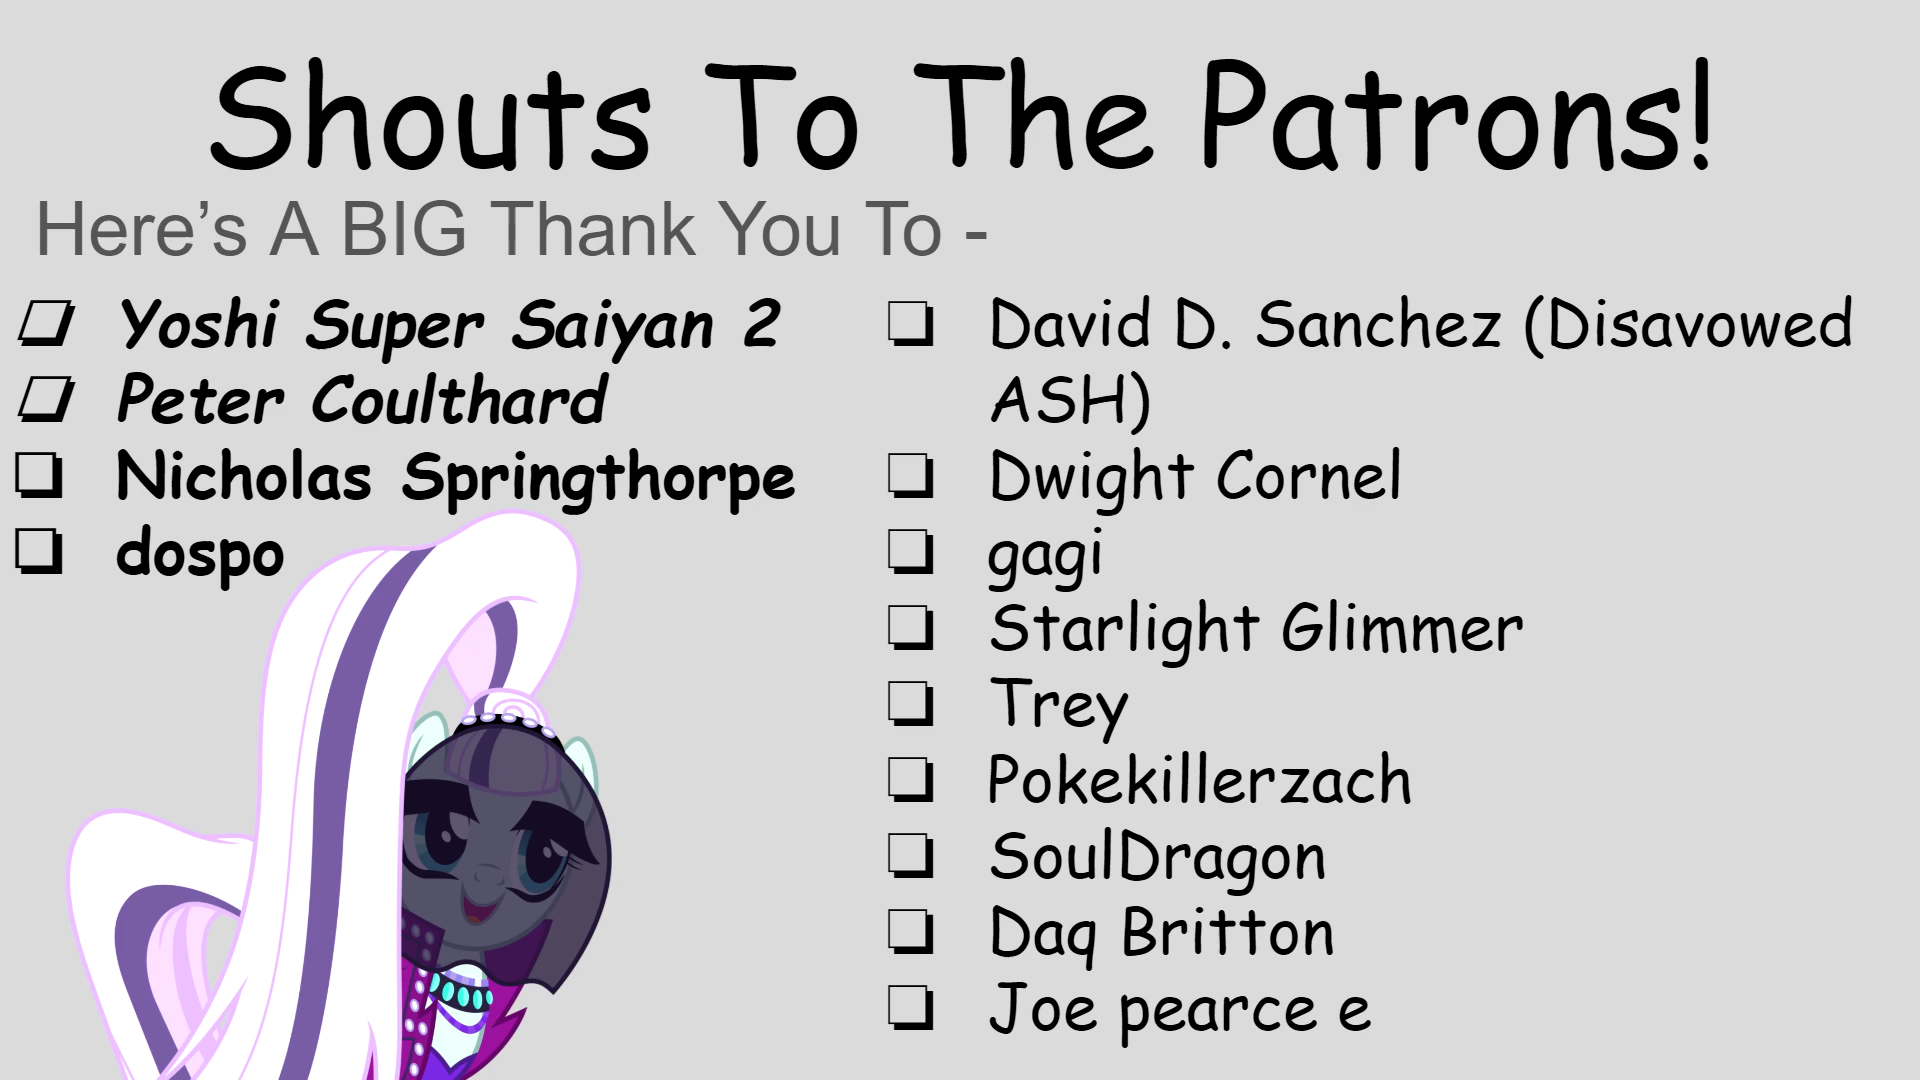 Shouts To The Patrons!
Here’s A BIG Thank You To -
❏ Yoshi Super Saiyan 2
❏ Peter Coulthard
❏ Nicholas Springthorpe
❏ dospo
❏ David D. Sanchez (Disavowed
ASH)
❏ Dwight Cornel
❏ gagi
❏ Starlight Glimmer
❏ Trey
❏ Pokekillerzach
❏ SoulDragon
❏ Daq Britton
❏ Joe pearce e